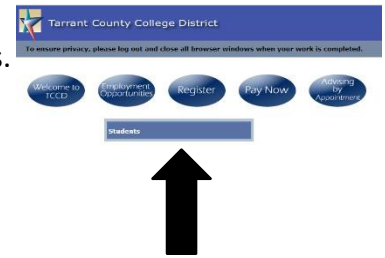 Tarrant County College District
s.
To ensure privacy, please log out and close all browser windows when your work is completed.
Welcome to
TCCD
Employment
Opportunities
Register
Pay Now
Advising
by
Appointment
Students